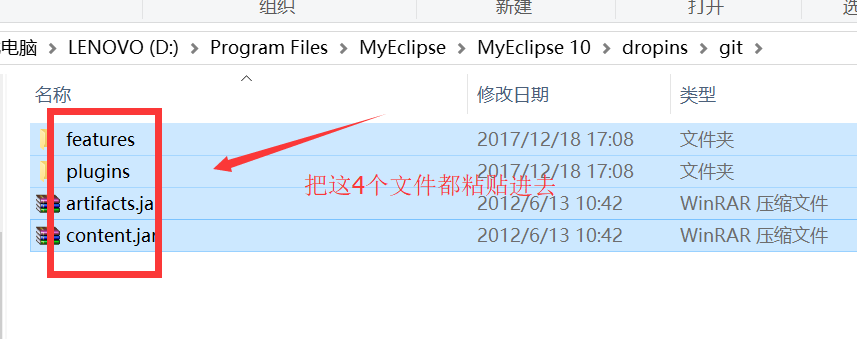 组织 新建 打开 选
电脑 > LENOVO (D:) > Program Files > MyEclipse > MyEclipse 10 > dropins > git >
名称 修改日期 类型
features 2017/12/18 17:08 文件夹
plugins 2017/12/18 17:08 文件夹
把这4个文件都粘贴进去
artifacts.ja 2012/6/13 10:42 WinRAR 压缩文件
content.jar 2012/6/13 10:42 WinRAR 压缩文件